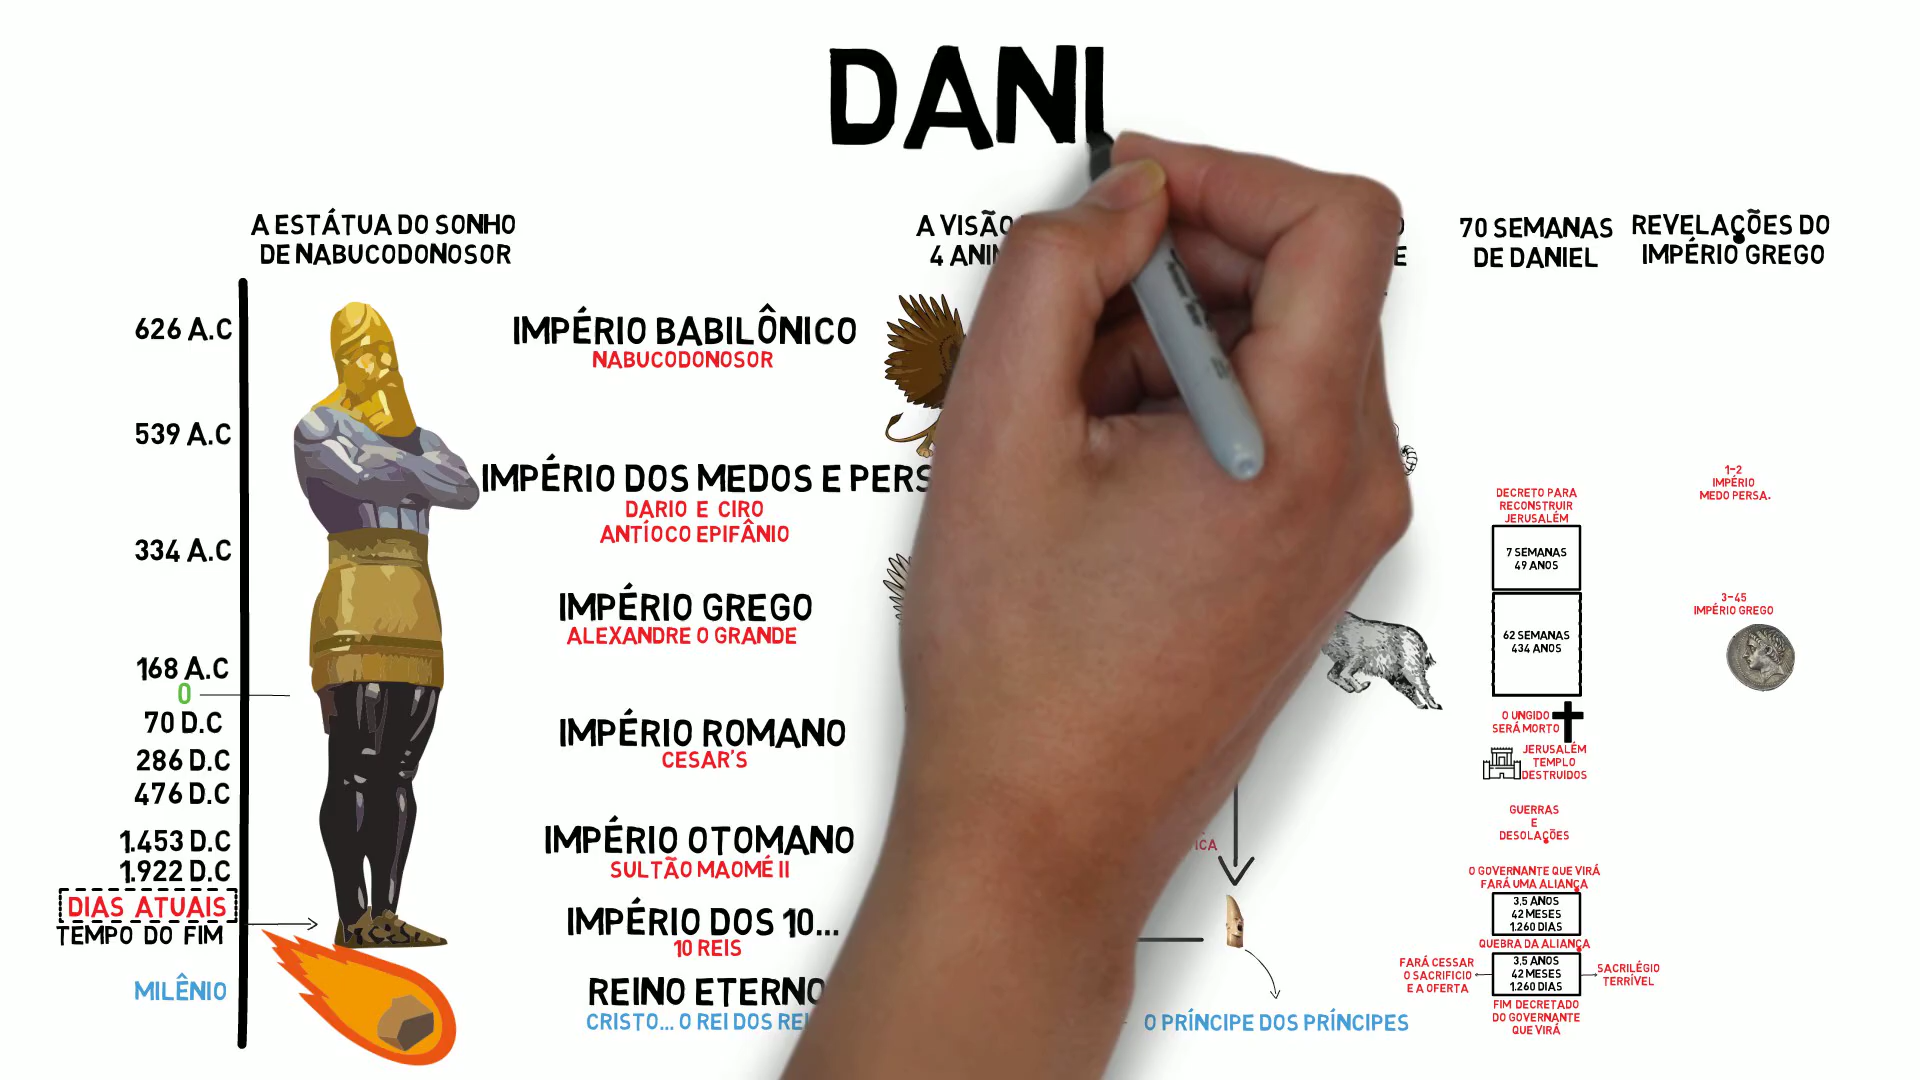 DANI
A ESTÁTUA DO SONHO
DE NABUCODONOSOR
A VISÃO
4
70 SEMANAS
DE DANIEL
REVELAÇÕES DO
IMPÉRIO GREGO
626 A.C
539 A.C
334 A.C
168 A.C
0
70 D.C
286 D.C
476 D.C
1.453 D.C
1.922 D.C
DIAS ATUAIS
TEMPO DO FIM
MILÊNIO
IMPÉRIO BABILÔNICO
NABUCODONOSOR
IMPÉRIO DOS MEDOS E PERS
DARIO E CIRO
ANTÍOCO EPIFÂNIO
IMPÉRIO GREGO
ALEXANDRE O GRANDE
IMPÉRIO ROMANO
CESAR'S
IMPÉRIO OTOMANO
SULTÃO MAOMÉ II
IMPÉRIO DOS 10...
10 REIS
REINO ETERNO
CRISTO... O REI DOS REI
O PRÍNCIPE DOS PRÍNCIPES
DECRETO PARA
RECONSTRUIR
JERUSALÉM
7 SEMANAS
49 ANOS
62 SEMANAS
434 ANOS
O UNGIDO
SERÁ MORTO
JERUSALÉM
TEMPLO
DESTRUIDOS
GUERRAS
E
DESOLAÇÕES
O GOVERNANTE QUE VIRÁ
FARÁ UMA ALIANÇA
3,5 ANOS
42 MESES
1.260 DIAS
QUEBRA DA ALIANÇA
3,5 ANOS
42 MESES
1.260 DIAS
FARÁ CESSAR
O SACRIFICIO
E A OFERTA
SACRILÉGIO
TERRÍVEL
FIM DECRETADO
DO GOVERNANTE
QUE VIRÁ
1-2
IMPÉRIO
MEDO PERSA.
3-45
IMPÉRIO GREGO